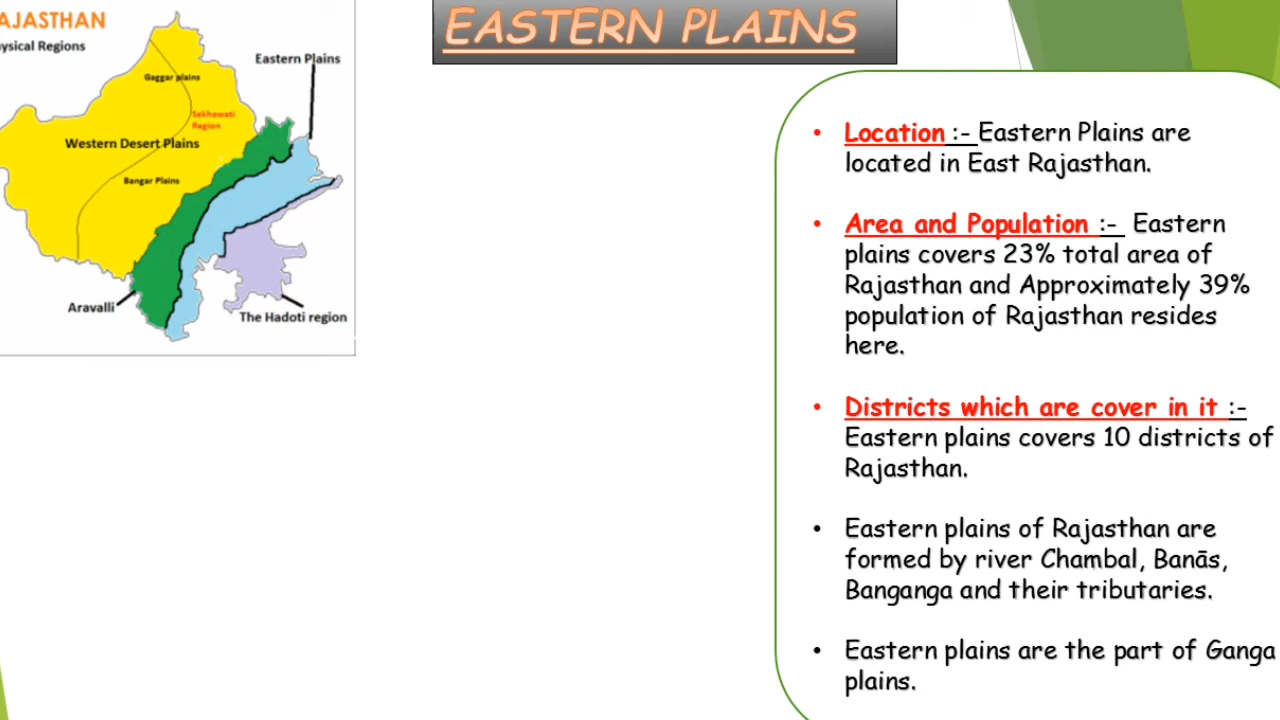 EASTERN PLAINS
AJASTHAN
hysical Regions
Eastern Plains
Gaggar plains
Sekhawati
Region
Western Desert Plains
Bangar Plains
Aravalli
The Hadoti region
• Location :- Eastern Plains are
located in East Rajasthan.
• Area and Population :- Eastern
plains covers 23% total area of
Rajasthan and Approximately 39%
population of Rajasthan resides
here.
• Districts which are cover in it :-
Eastern plains covers 10 districts of
Rajasthan.
• Eastern plains of Rajasthan are
formed by river Chambal, Banās,
Banganga and their tributaries.
• Eastern plains are the part of Ganga
plains.